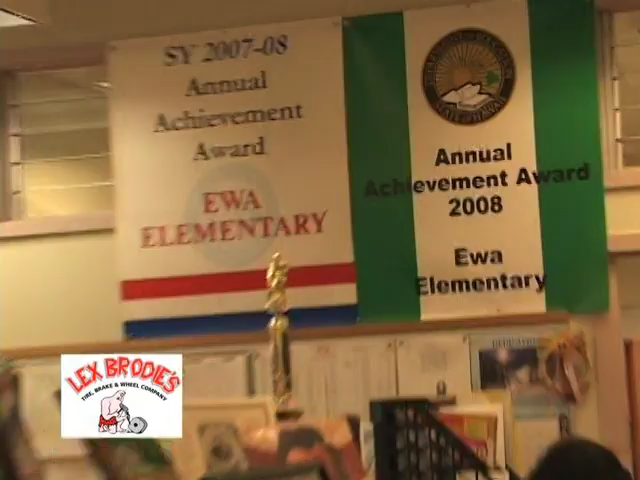 SY 2007-08
Annual
Achievement
Award
EWA
ELEMENTARY
Annual
Achievement Award
2008
Ewa
Elementary
LEX BRODIE'S
TIRE, BRAKE & WHEEL COMPANY